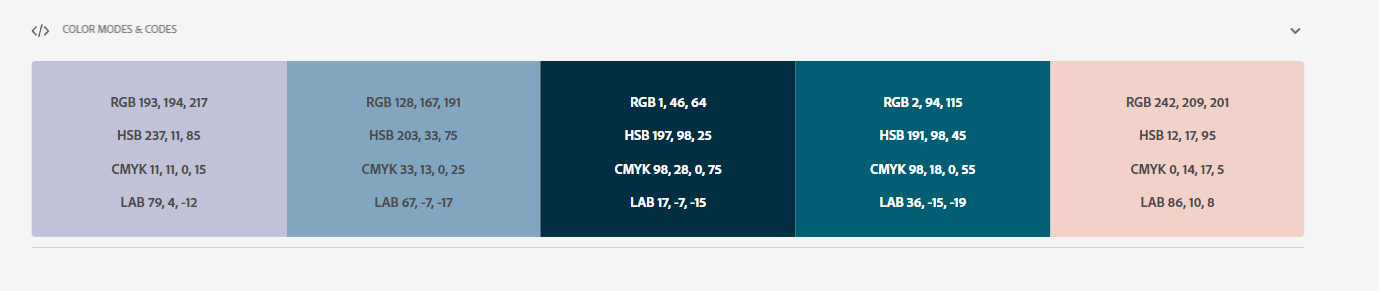 </> COLOR MODES & CODES
RGB 193, 194, 217
HSB 237, 11, 85
CMYK 11, 11, 0, 15
LAB 79, 4, -12
RGB 128, 167, 191
HSB 203, 33, 75
CMYK 33, 13, 0, 25
LAB 67, -7, -17
RGB 1, 46, 64
HSB 197, 98, 25
CMYK 98, 28, 0, 75
LAB 17, -7, -15
RGB 2, 94, 115
HSB 191, 98, 45
CMYK 98, 18, 0, 55
LAB 36, -15, -19
RGB 242, 209, 201
HSB 12, 17, 95
CMYK 0, 14, 17, 5
LAB 86, 10, 8